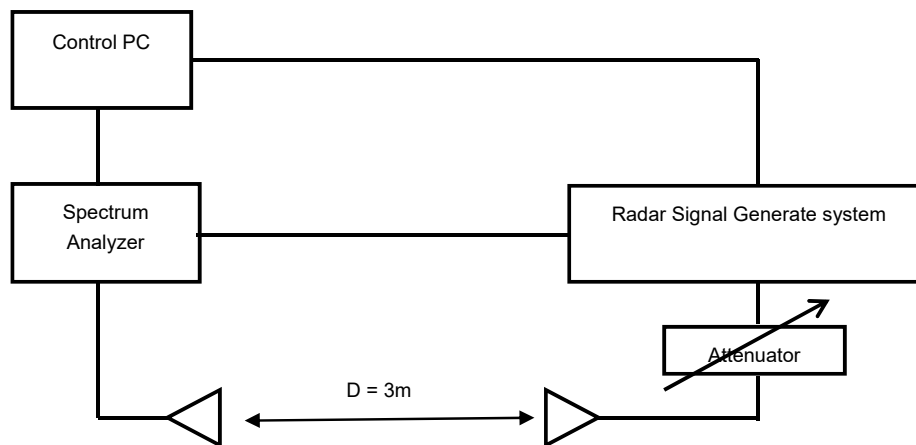 Control PC
Spectrum
Analyzer
Radar Signal Generate system
Attenuator
D = 3m